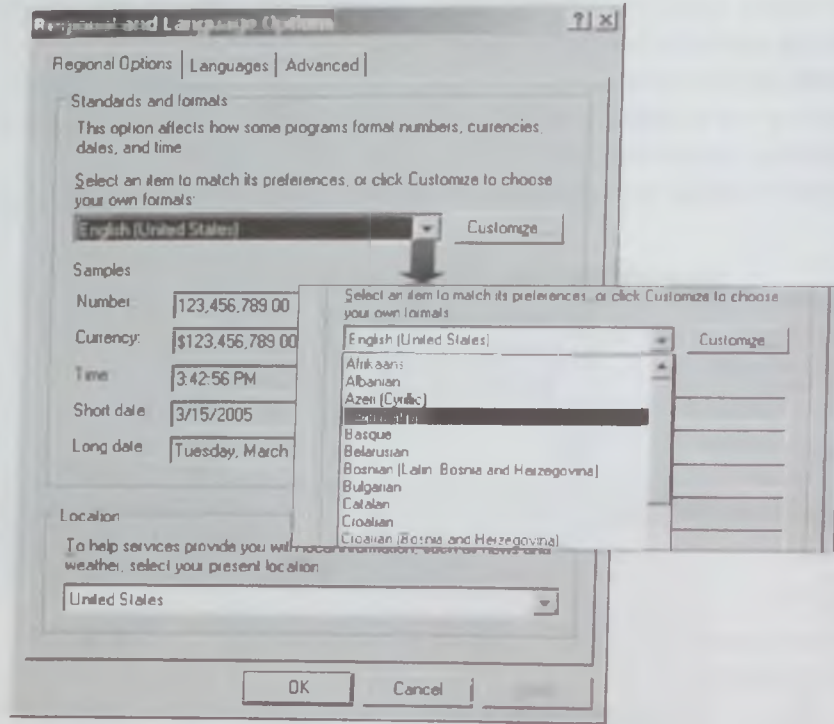 Regional and Language Options
Regional Options Languages Advanced
Standards and formats
This option affects how some programs format numbers, currencies,
dates, and time
Select an item to match its preferences, or click Customize to choose
your own formats:
English (United States)
Customize
Samples
Number 123,456,789 00
Currency: $123,456,789 00
Time 3:42:56 PM
Short date 3/15/2005
Long date Tuesday, March
Select an item to match its preferences, or click Customize to choose
your own formats
English (United States)
Customize
Afrikaans
Albanian
Azeri (Cyrillic)
Basque
Belarusian
Bosnian (Latin Bosnia and Herzegovina)
Bulgarian
Catalan
Croatian
Croatian (Bosnia and Herzegovina)
Location
To help services provide you with local information, such as news and
weather, select your present location
United States
OK Cancel